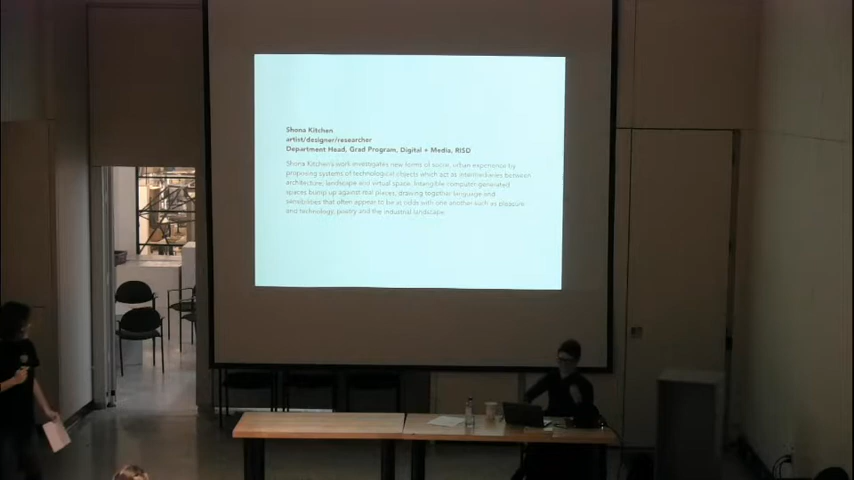 Shona Kitchen
artist/designer/researcher
Department Head, Grad Program, Digital + Media, RISD
Shona Kitchen's work investigates new forms of social, urban experience by
proposing systems of technological objects which act as intermediaries between
architecture, landscape and virtual space. Intangible computer-generated
spaces bump up against real places, drawing together language and
sensibilities that often appear to be at odds with one another such as pleasure
and technology, poetry and the industrial landscape.